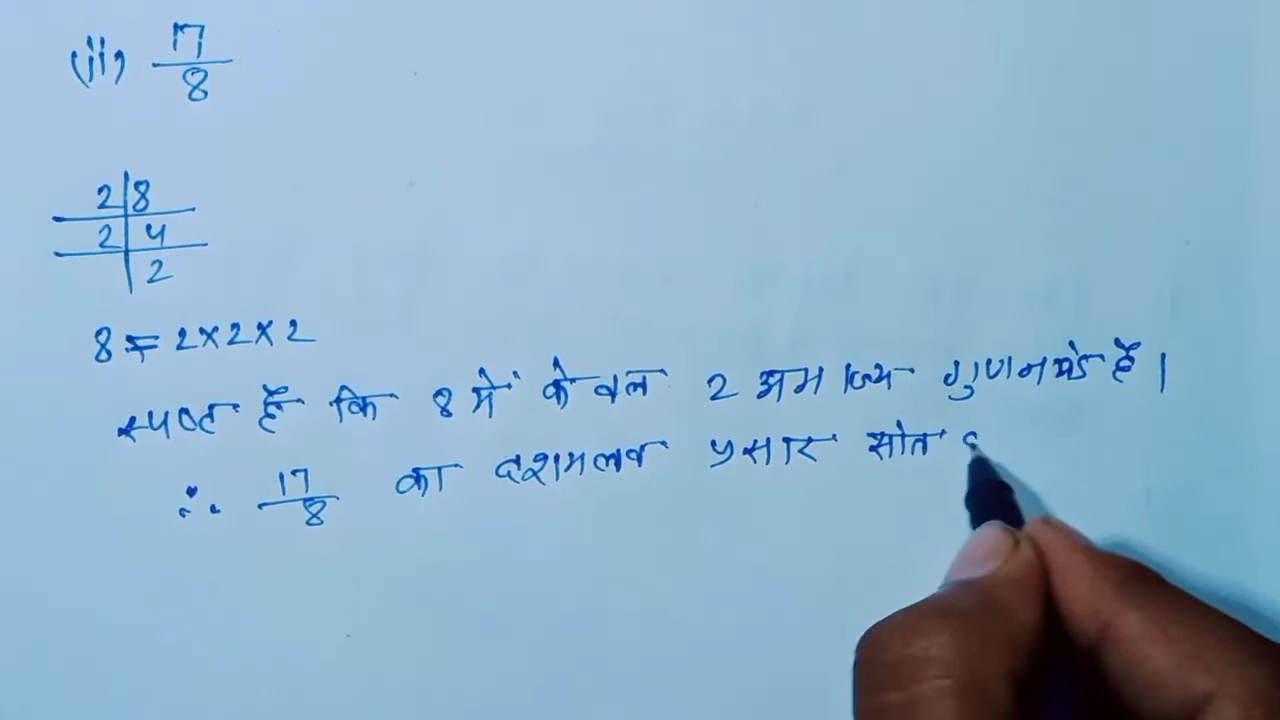 (ii) 17/8
2|8
2|4
2
8 = 2×2×2
स्पष्ट है कि 8 में केवल 2 अभाज्य गुणनखंड है।
∴ 17/8 का दशमलव प्रसार सांत